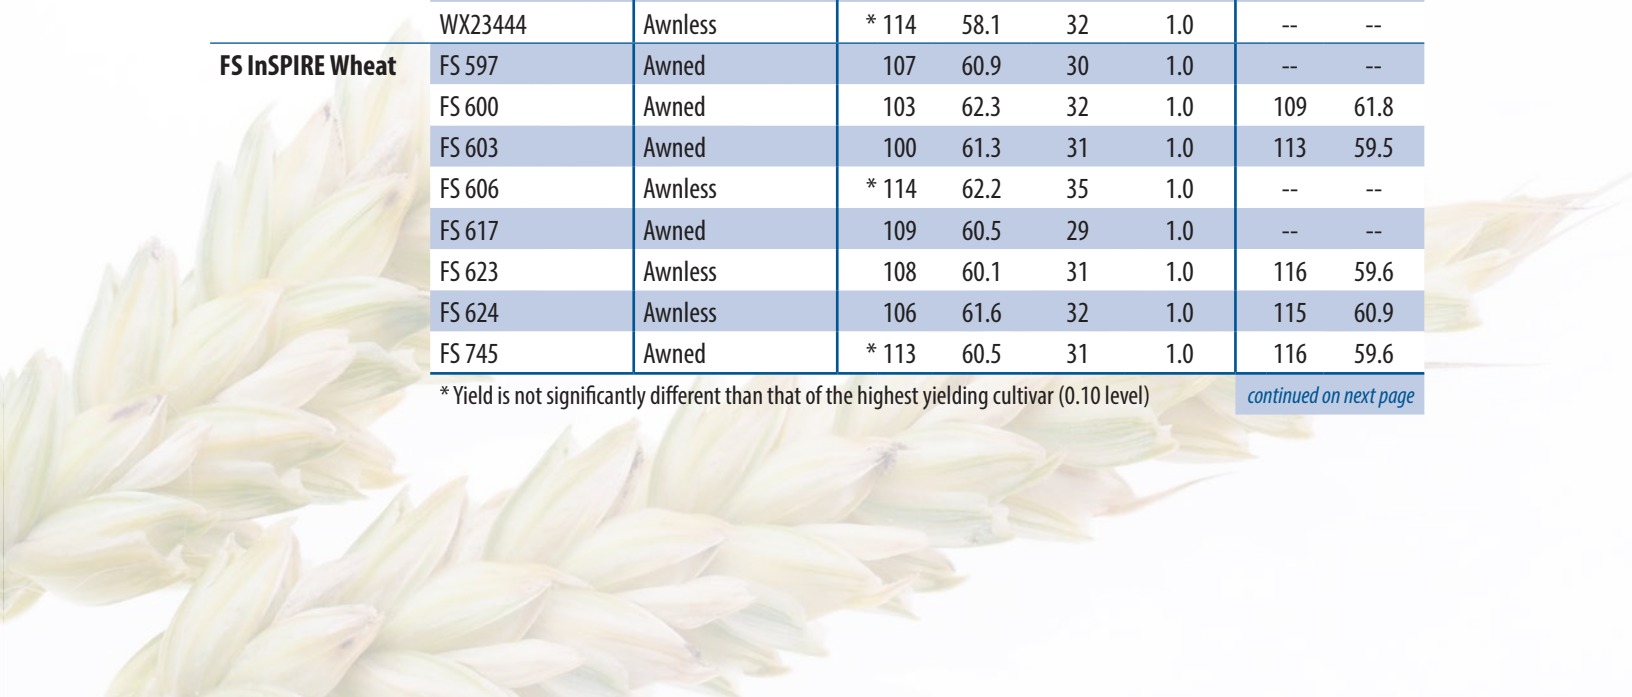 WX23444 Awnless * 114 58.1 32 1.0 -- --
FS InSPIRE Wheat FS 597 Awned 107 60.9 30 1.0 -- --
FS 600 Awned 103 62.3 32 1.0 109 61.8
FS 603 Awned 100 61.3 31 1.0 113 59.5
FS 606 Awnless * 114 62.2 35 1.0 -- --
FS 617 Awned 109 60.5 29 1.0 -- --
FS 623 Awnless 108 60.1 31 1.0 116 59.6
FS 624 Awnless 106 61.6 32 1.0 115 60.9
FS 745 Awned * 113 60.5 31 1.0 116 59.6
* Yield is not significantly different than that of the highest yielding cultivar (0.10 level) continued on next page